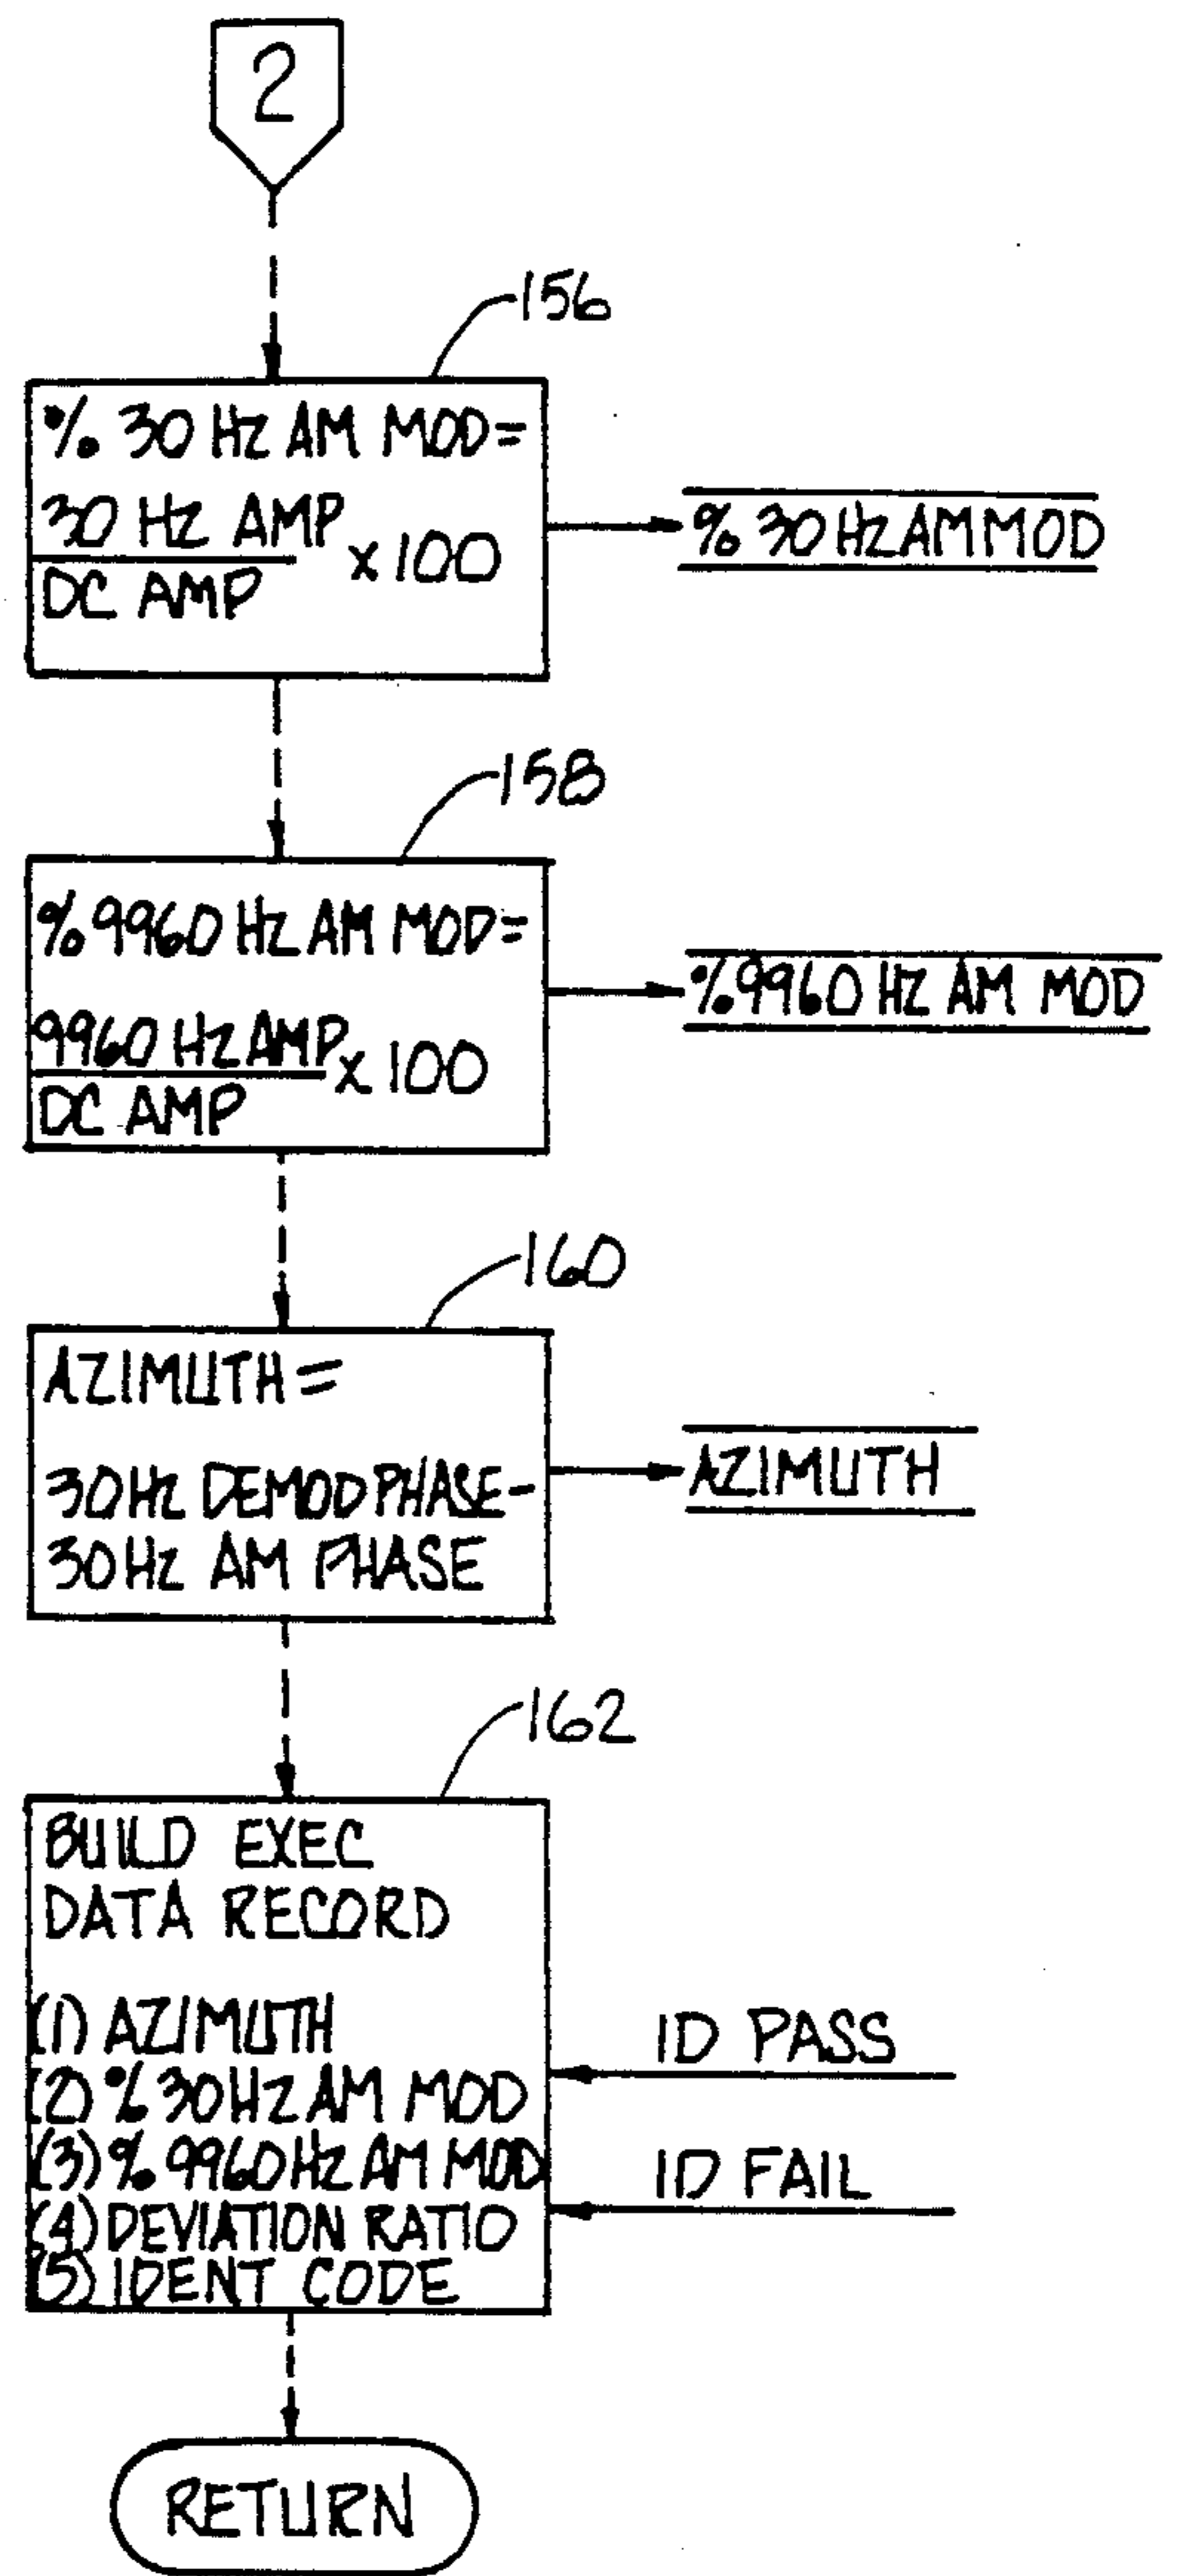 2
156
% 30 HZ AM MOD=
30 HZ AMP
DC AMP
x 100
% 30 HZ AM MOD
158
% 9960 HZ AM MOD=
9960 HZ AMP
DC AMP
x 100
% 9960 HZ AM MOD
160
AZIMUTH =
30 HZ DEMOD PHASE-
30 HZ AM PHASE
AZIMUTH
162
BUILD EXEC
DATA RECORD
(1) AZIMUTH
(2) % 30 HZ AM MOD
(3) % 9960 HZ AM MOD
(4) DEVIATION RATIO
(5) IDENT CODE
ID PASS
ID FAIL
RETURN